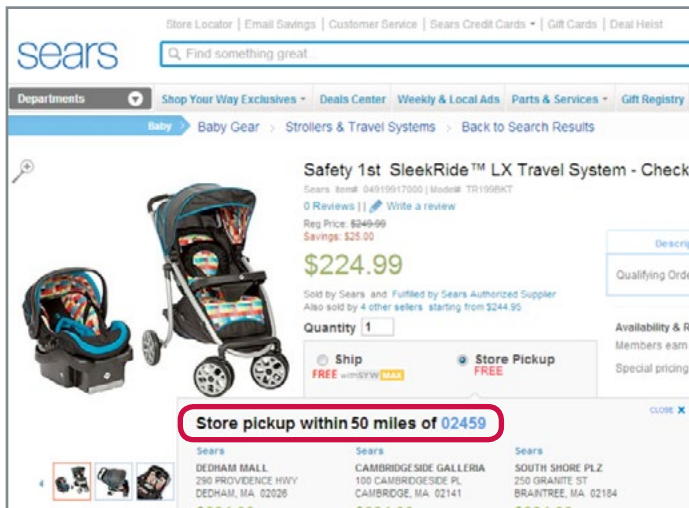 Store Locator | Email Savings | Customer Service | Sears Credit Cards | Gift Cards | Deal Heist
sears
Find something great...
Departments
Shop Your Way Exclusives Deals Center Weekly & Local Ads Parts & Services Gift Registry
Baby Baby Gear > Strollers & Travel Systems > Back to Search Results
Safety 1st SleekRide™ LX Travel System - Check
Sears Item# 04919917000 | Model# TR199BKT
0 Reviews || Write a review
Reg Price: $249.99
Savings: $25.00
$224.99
Descrip
Qualifying Orde
Sold by Sears and Fulfilled by Sears Authorized Supplier
Also sold by 4 other sellers starting from $244.95
Quantity 1
Availability & R
Members earn
Special pricing
Ship
FREE with SYW MAX
Store Pickup
FREE
CLOSE X
Store pickup within 50 miles of 02459
Sears
DEDHAM MALL
290 PROVIDENCE HWY
DEDHAM, MA 02026
Sears
CAMBRIDGESIDE GALLERIA
100 CAMBRIDGESIDE PL
CAMBRIDGE, MA 02141
Sears
SOUTH SHORE PLZ
250 GRANITE ST
BRAINTREE, MA 02184